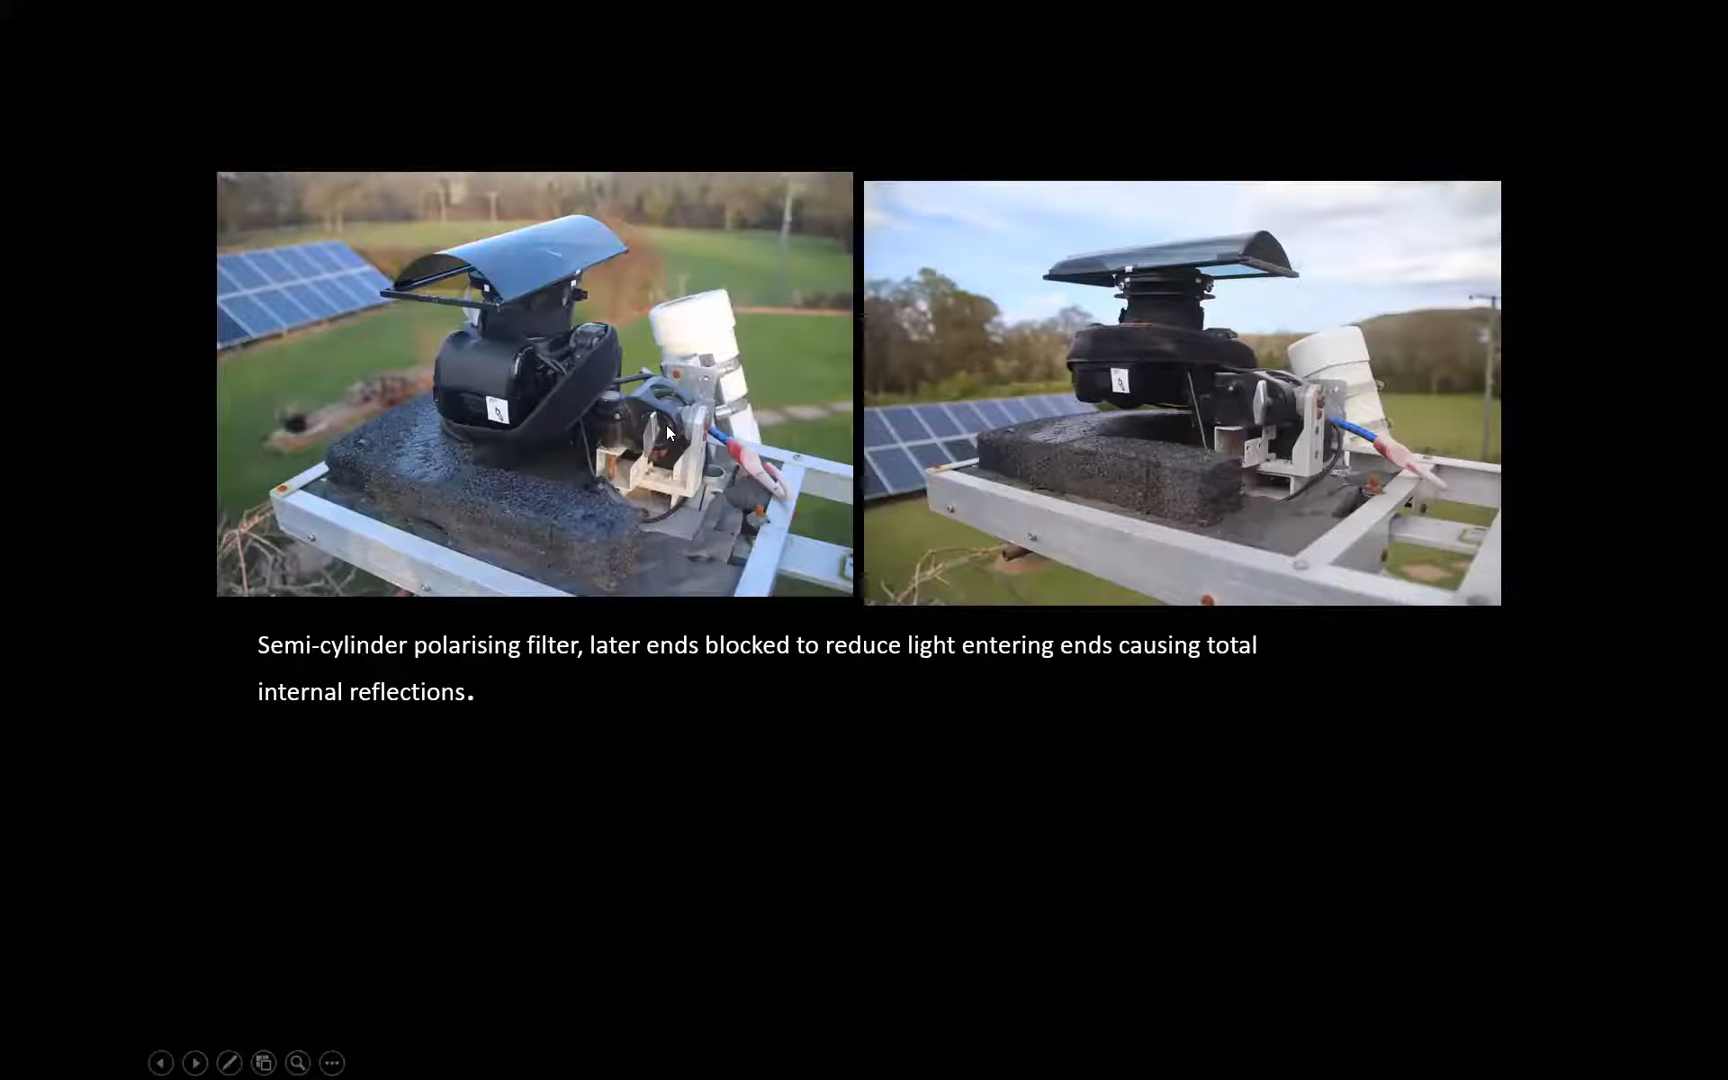 Semi-cylinder polarising filter, later ends blocked to reduce light entering ends causing total
internal reflections.